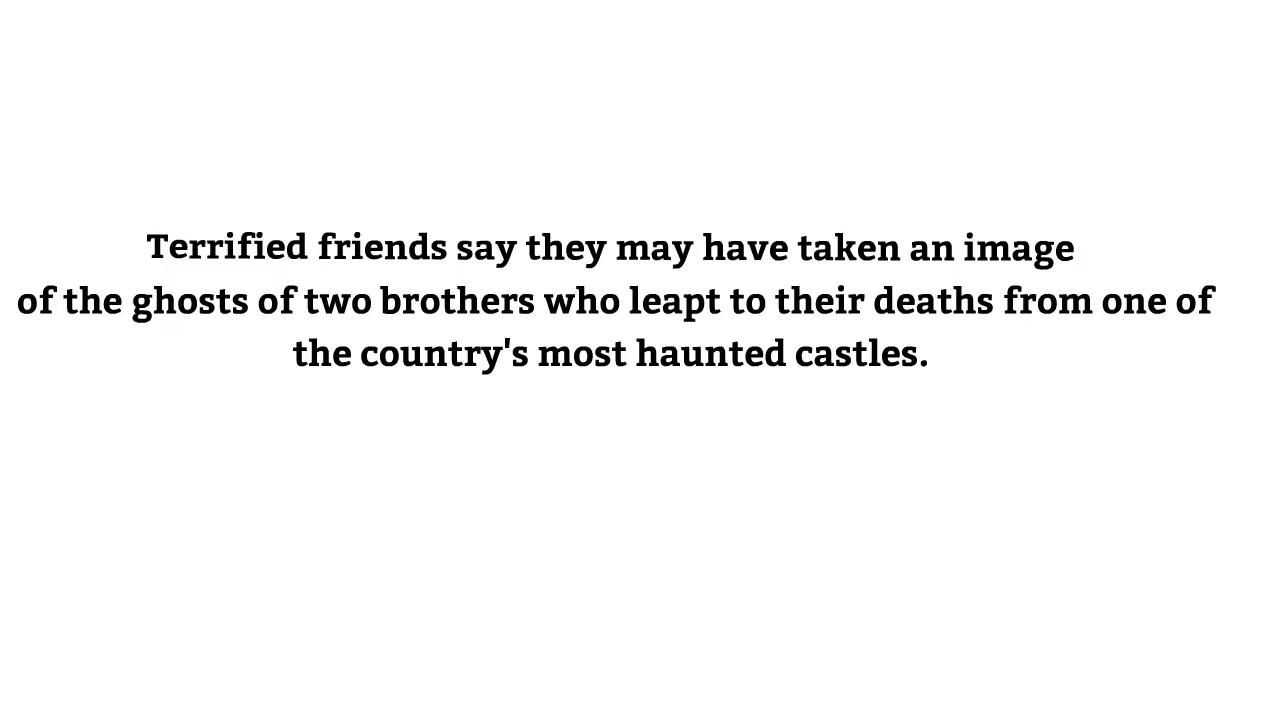 Terrified friends say they may have taken an image
of the ghosts of two brothers who leapt to their deaths from one of
the country's most haunted castles.